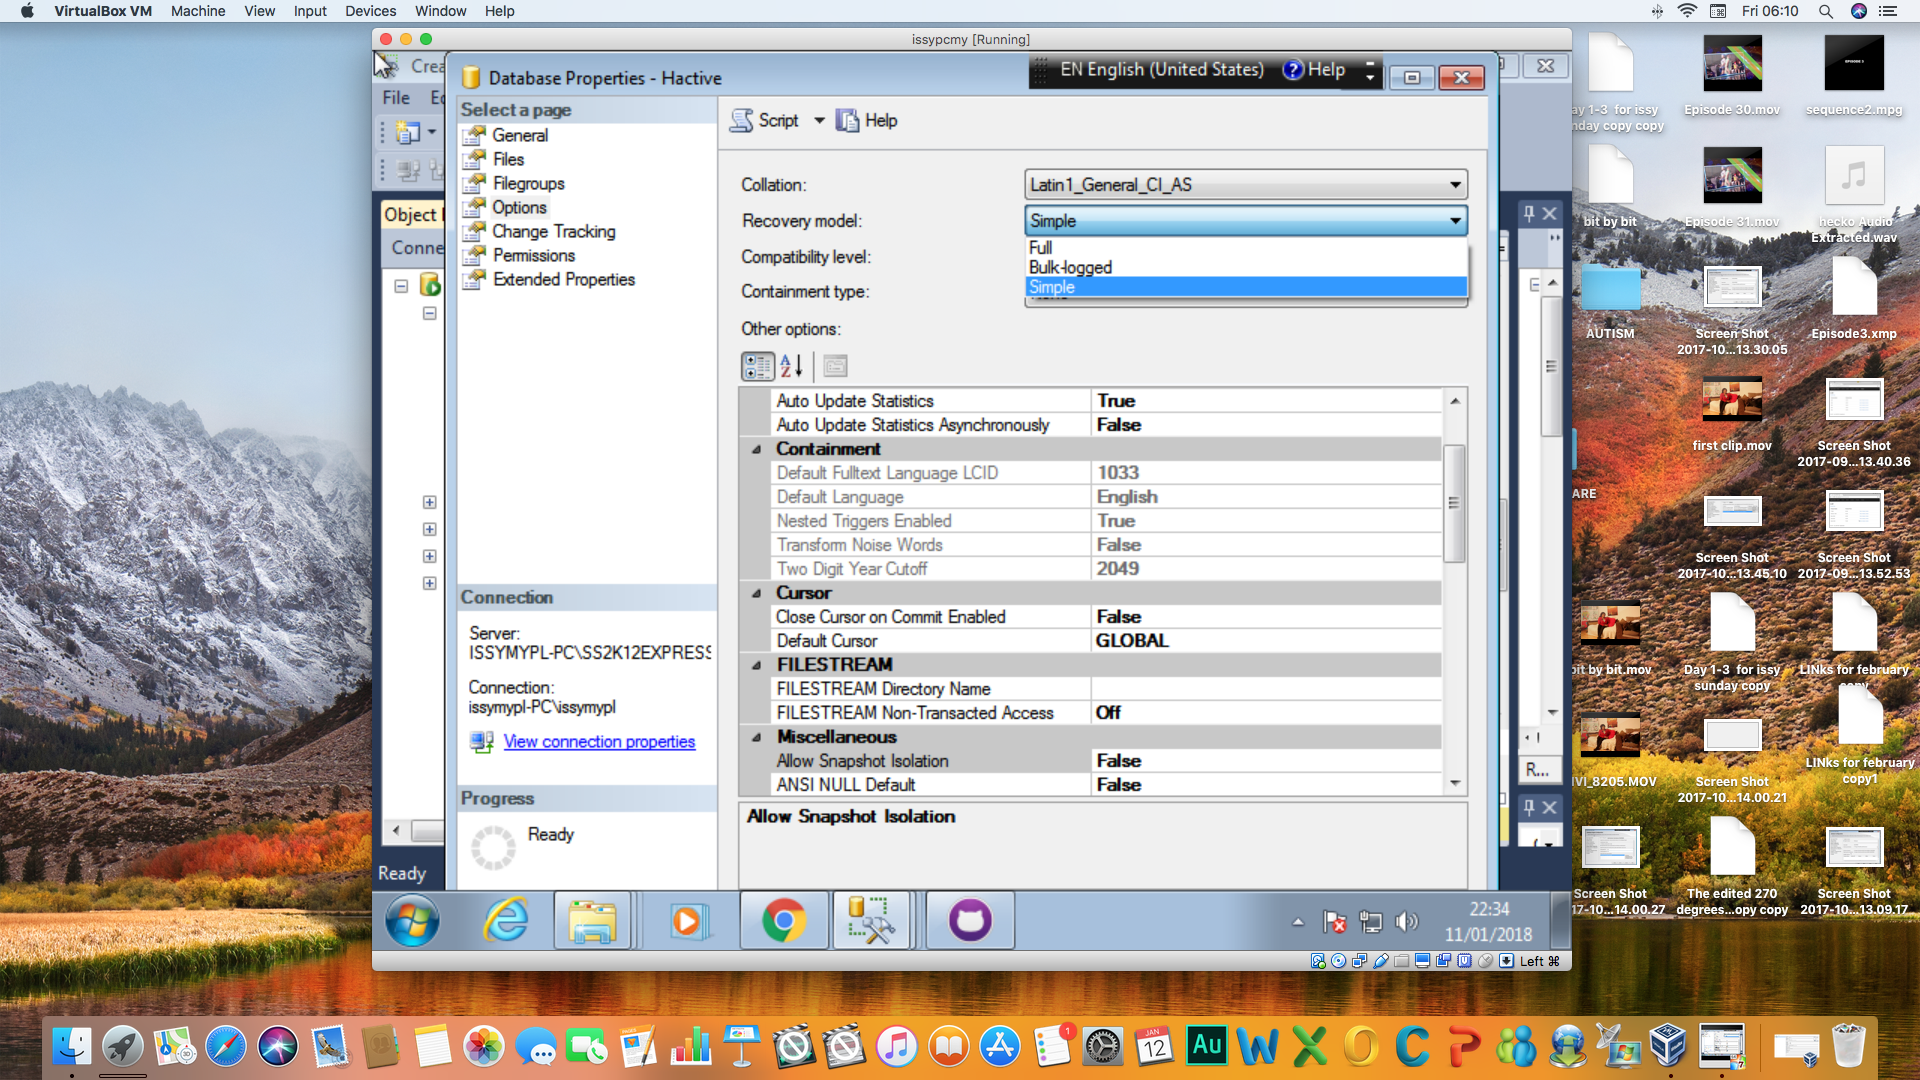 VirtualBox VM Machine View Input Devices Window Help
Fri 06:10
issypcmy [Running]
Crea
File
Database Properties - Hactive
EN English (United States) Help
Select a page
General
Files
Filegroups
Options
Change Tracking
Permissions
Extended Properties
Object
Conne
Script Help
Collation: Latin1_General_CI_AS
Recovery model: Simple
Full
Bulk-logged
Simple
Compatibility level:
Containment type:
Other options:
Auto Update Statistics True
Auto Update Statistics Asynchronously False
Containment
Default Fulltext Language LCID 1033
Default Language English
Nested Triggers Enabled True
Transform Noise Words False
Two Digit Year Cutoff 2049
Cursor
Close Cursor on Commit Enabled False
Default Cursor GLOBAL
FILESTREAM
FILESTREAM Directory Name
FILESTREAM Non-Transacted Access Off
Miscellaneous
Allow Snapshot Isolation False
ANSI NULL Default False
Allow Snapshot Isolation
Connection
Server:
ISSYMYPL-PC\SS2K12EXPRESS
Connection:
issymypl-PC\issymypl
View connection properties
Progress
Ready
Ready
R...
22:34
11/01/2018
Left ⌘
ay 1-3 for issy
nday copy copy
Episode 30.mov
sequence2.mpg
bit by bit
Episode 31.mov
hecko Audio
Extracted.wav
AUTISM
Screen Shot
2017-10...13.30.05
Episode3.xmp
first clip.mov
Screen Shot
2017-09...13.40.36
ARE
Screen Shot
2017-10...13.45.10
Screen Shot
2017-09...13.52.53
it by bit.mov
Day 1-3 for issy
sunday copy
LINks for february
copy
VI_8205.MOV
Screen Shot
2017-10...14.00.21
LINks for february
copy1
Screen Shot
17-10...14.00.27
The edited 270
degrees...opy copy
Screen Shot
2017-10...13.09.17
1
JAN
12
Au